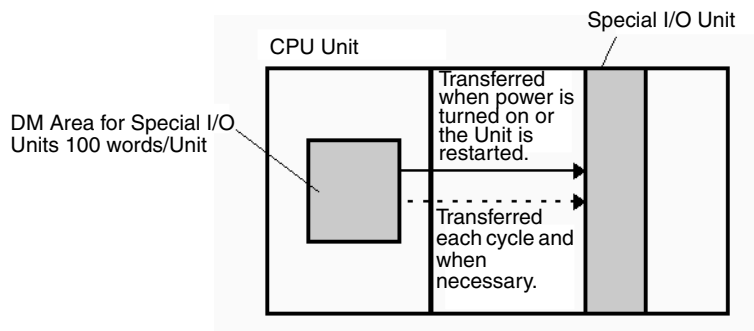 Special I/O Unit
CPU Unit
Transferred
when power is
turned on or
the Unit is
restarted.
DM Area for Special I/O
Units 100 words/Unit
Transferred
each cycle and
when
necessary.